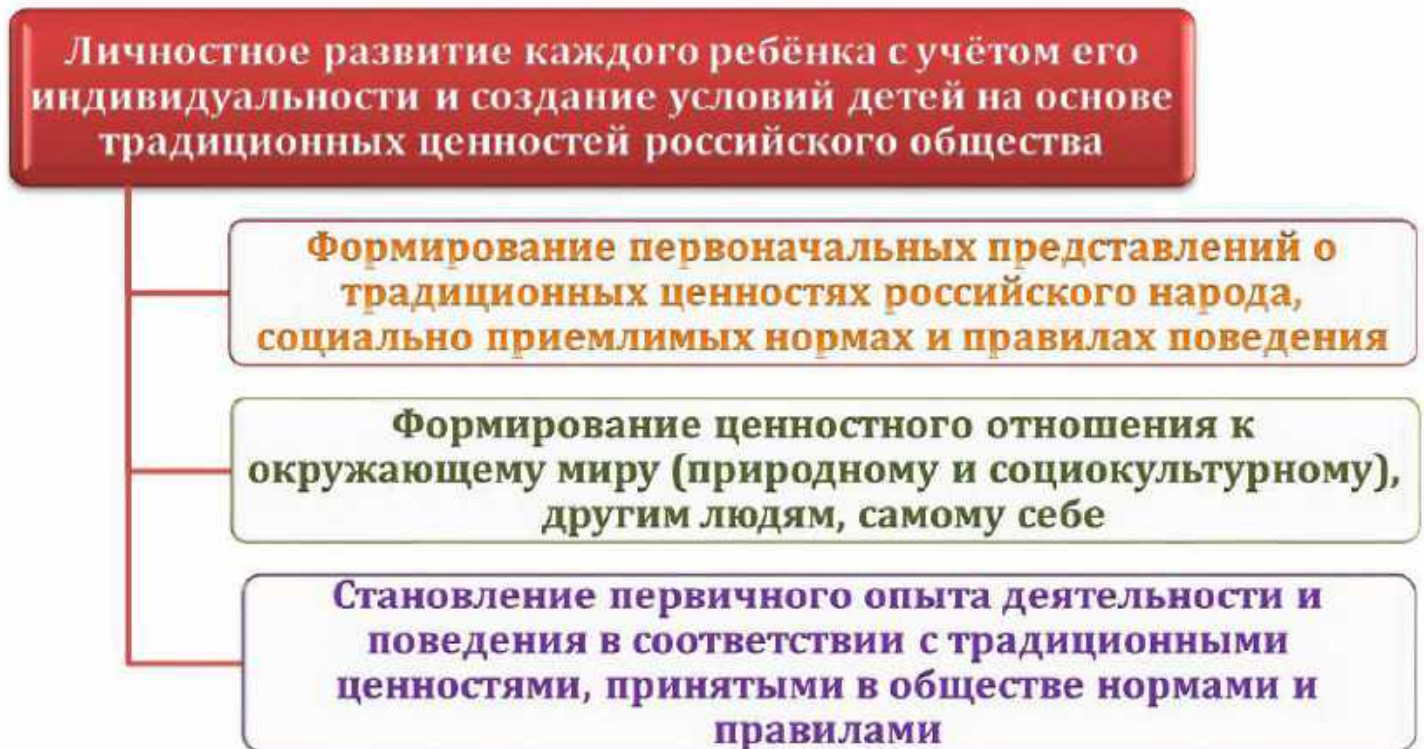 Личностное развитие каждого ребёнка с учётом его
индивидуальности и создание условий детей на основе
традиционных ценностей российского общества
Формирование первоначальных представлений о
традиционных ценностях российского народа,
социально приемлимых нормах и правилах поведения
Формирование ценностного отношения к
окружающему миру (природному и социокультурному),
другим людям, самому себе
Становление первичного опыта деятельности и
поведения в соответствии с традиционными
ценностями, принятыми в обществе нормами и
правилами